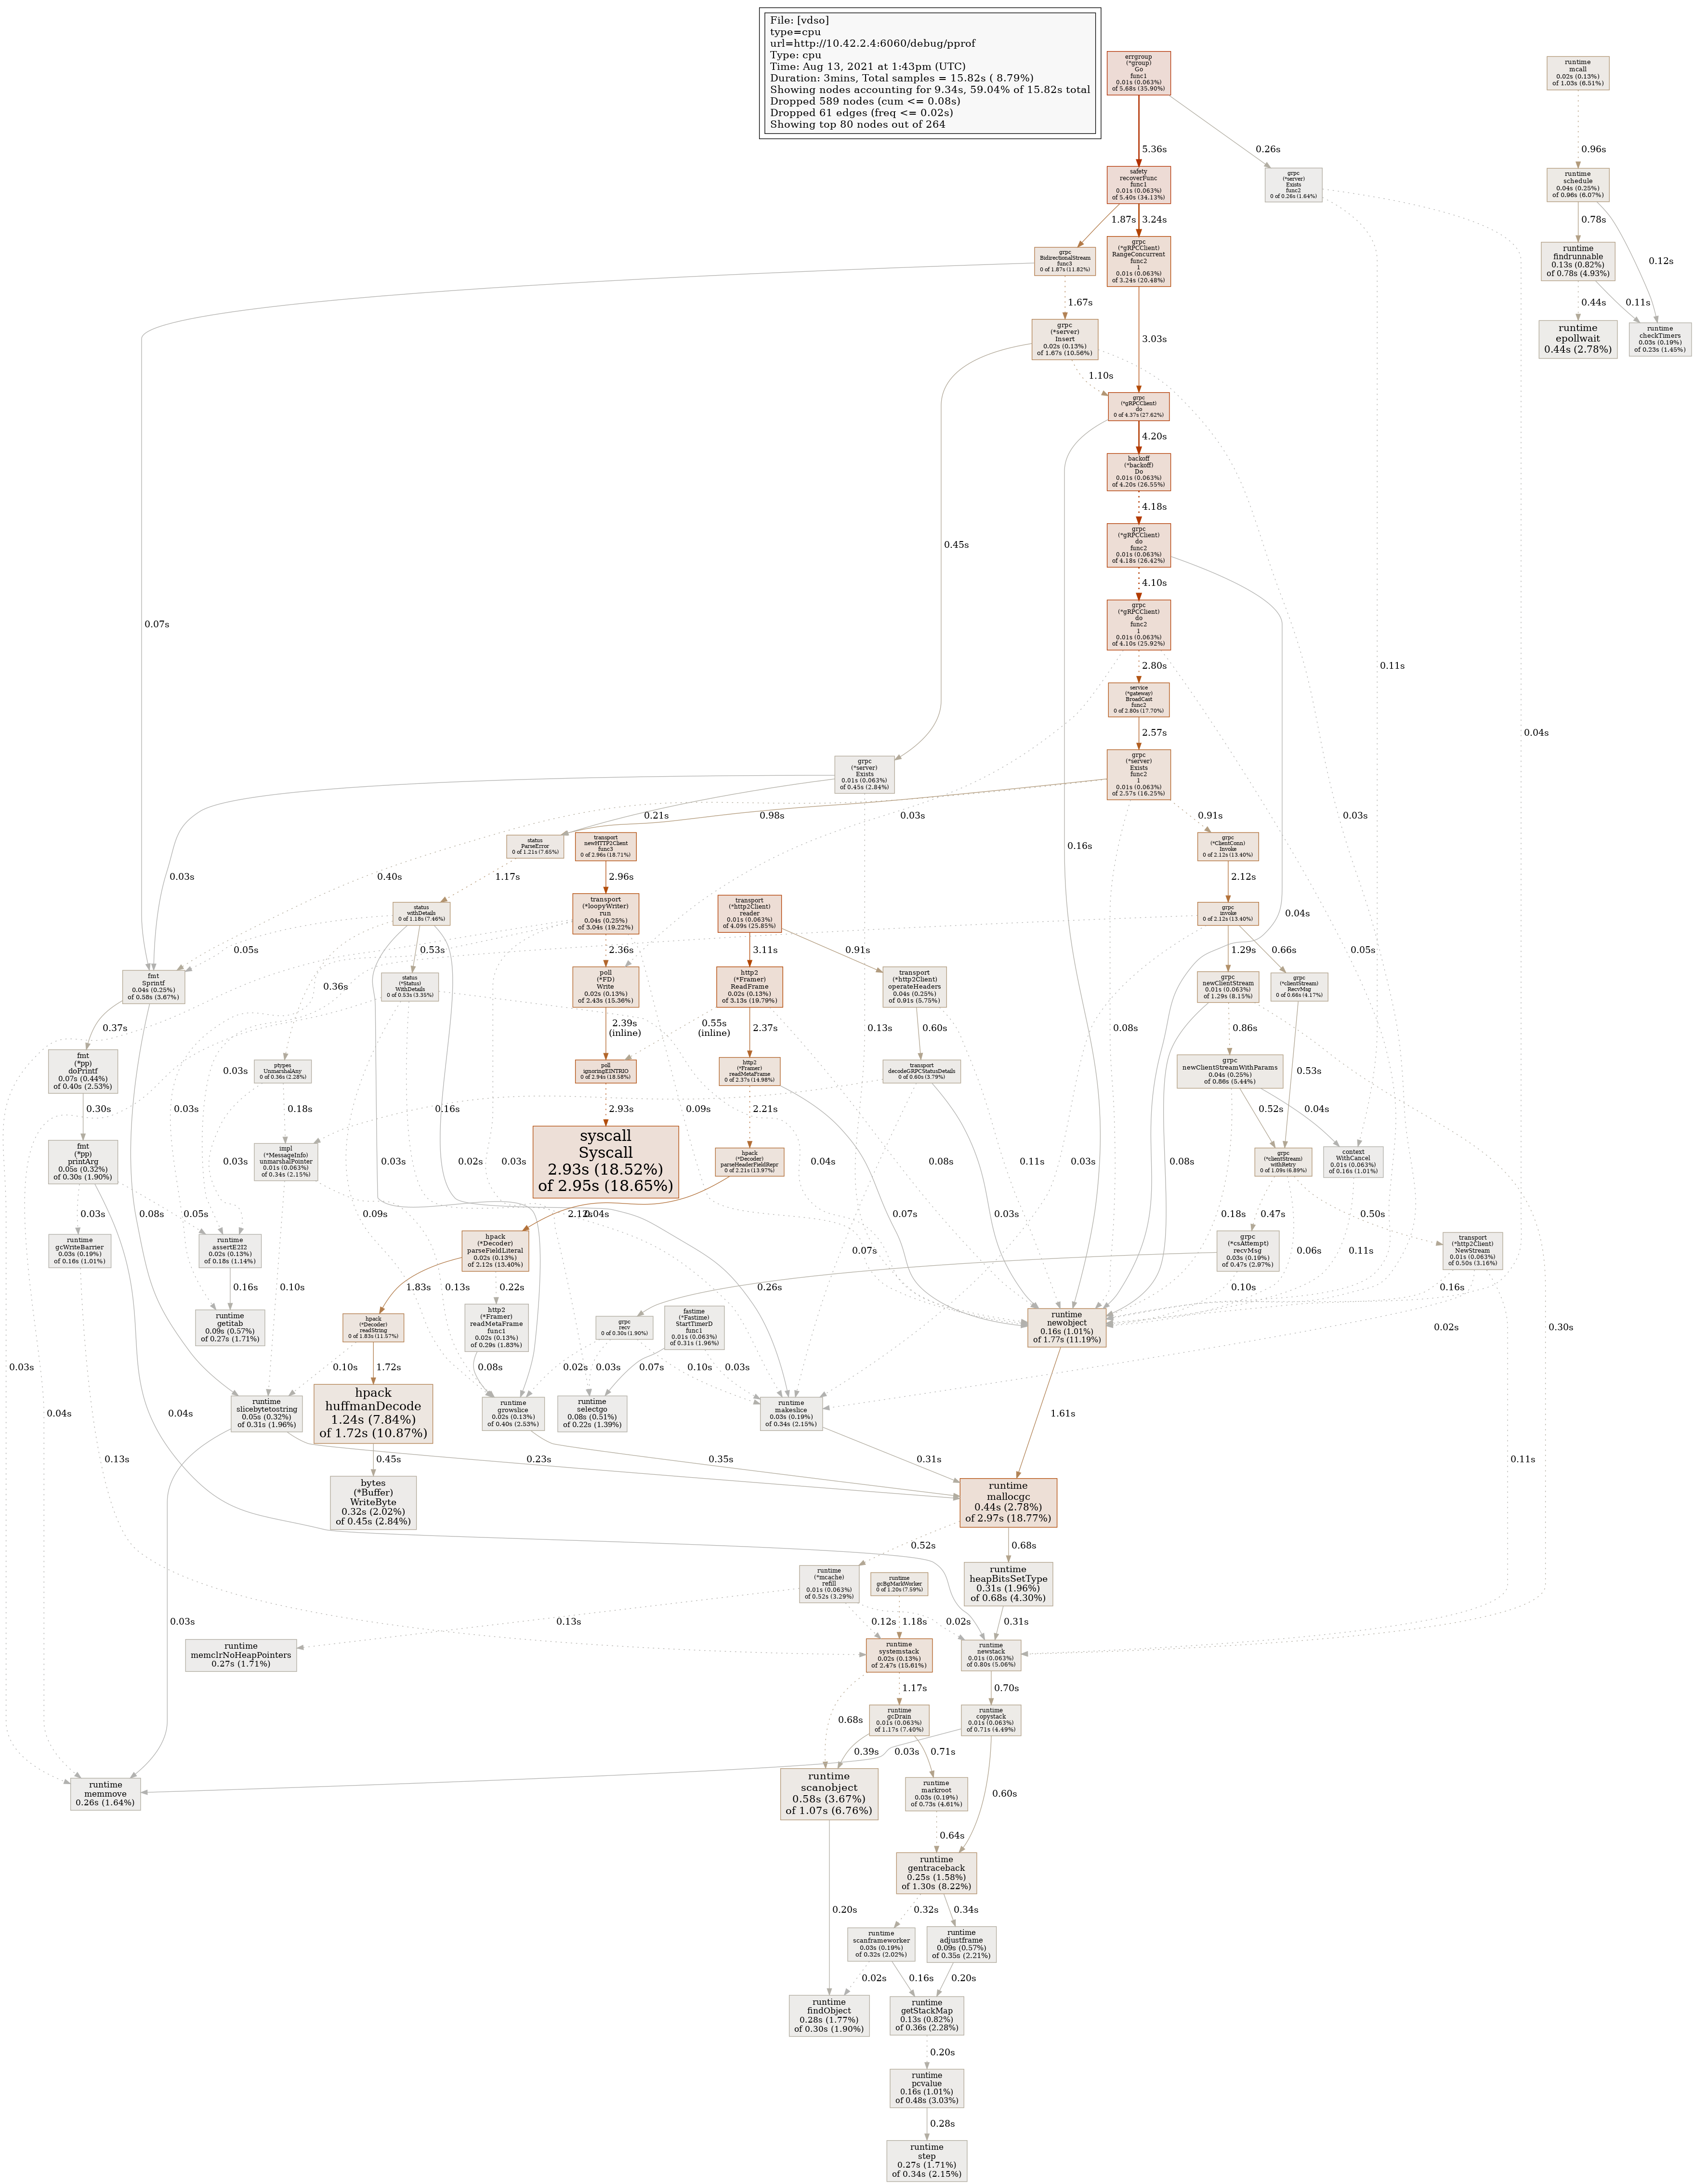 File: [vdso]
type=cpu
url=http://10.42.2.4:6060/debug/pprof
Type: cpu
Time: Aug 13, 2021 at 1:43pm (UTC)
Duration: 3mins, Total samples = 15.82s ( 8.79%)
Showing nodes accounting for 9.34s, 59.04% of 15.82s total
Dropped 589 nodes (cum <= 0.08s)
Dropped 61 edges (freq <= 0.02s)
Showing top 80 nodes out of 264
errgroup
(*group)
Go
func1
0.01s (0.063%)
of 5.68s (35.90%)
runtime
mcall
0.02s (0.13%)
of 1.03s (6.51%)
5.36s
0.26s
0.96s
safety
recoverFunc
func1
0.01s (0.063%)
of 5.40s (34.13%)
grpc
(*server)
Exists
func2
0 of 0.26s (1.64%)
runtime
schedule
0.04s (0.25%)
of 0.96s (6.07%)
1.87s
3.24s
0.78s
0.12s
grpc
BidirectionalStream
func3
0 of 1.87s (11.82%)
grpc
(*gRPCClient)
RangeConcurrent
func2
1
0.01s (0.063%)
of 3.24s (20.48%)
runtime
findrunnable
0.13s (0.82%)
of 0.78s (4.93%)
1.67s
0.44s
0.11s
grpc
(*server)
Insert
0.02s (0.13%)
of 1.67s (10.56%)
3.03s
runtime
epollwait
0.44s (2.78%)
runtime
checkTimers
0.03s (0.19%)
of 0.23s (1.45%)
1.10s
grpc
(*gRPCClient)
do
0 of 4.37s (27.62%)
4.20s
backoff
(*backoff)
Do
0.01s (0.063%)
of 4.20s (26.55%)
4.18s
grpc
(*gRPCClient)
do
func2
0.01s (0.063%)
of 4.18s (26.42%)
0.45s
4.10s
0.07s
grpc
(*gRPCClient)
do
func2
1
0.01s (0.063%)
of 4.10s (25.92%)
0.11s
2.80s
service
(*gateway)
BroadCast
func2
0 of 2.80s (17.70%)
2.57s
0.04s
grpc
(*server)
Exists
0.01s (0.063%)
of 0.45s (2.84%)
grpc
(*server)
Exists
func2
1
0.01s (0.063%)
of 2.57s (16.25%)
0.21s
0.98s
0.03s
0.91s
0.03s
status
ParseError
0 of 1.21s (7.65%)
transport
newHTTP2Client
func3
0 of 2.96s (18.71%)
0.16s
grpc
(*ClientConn)
Invoke
0 of 2.12s (13.40%)
0.03s
0.40s
1.17s
2.96s
2.12s
status
withDetails
0 of 1.18s (7.46%)
transport
(*loopyWriter)
run
0.04s (0.25%)
of 3.04s (19.22%)
transport
(*http2Client)
reader
0.01s (0.063%)
of 4.09s (25.85%)
grpc
invoke
0 of 2.12s (13.40%)
0.04s
0.05s
0.53s
2.36s
3.11s
0.91s
1.29s
0.66s
0.05s
fmt
Sprintf
0.04s (0.25%)
of 0.58s (3.67%)
0.36s
status
(*Status)
WithDetails
0 of 0.53s (3.35%)
poll
(*FD)
Write
0.02s (0.13%)
of 2.43s (15.36%)
http2
(*Framer)
ReadFrame
0.02s (0.13%)
of 3.13s (19.79%)
transport
(*http2Client)
operateHeaders
0.04s (0.25%)
of 0.91s (5.75%)
grpc
newClientStream
0.01s (0.063%)
of 1.29s (8.15%)
grpc
(*clientStream)
RecvMsg
0 of 0.66s (4.17%)
0.37s
2.39s
(inline)
0.55s
(inline)
2.37s
0.13s
0.60s
0.08s
0.86s
fmt
(*pp)
doPrintf
0.07s (0.44%)
of 0.40s (2.53%)
0.03s
ptypes
UnmarshalAny
0 of 0.36s (2.28%)
poll
ignoringEINTRIO
0 of 2.94s (18.58%)
http2
(*Framer)
readMetaFrame
0 of 2.37s (14.98%)
transport
decodeGRPCStatusDetails
0 of 0.60s (3.79%)
grpc
newClientStreamWithParams
0.04s (0.25%)
of 0.86s (5.44%)
0.53s
0.30s
0.03s
0.18s
0.16s
2.93s
0.09s
2.21s
0.52s
0.04s
fmt
(*pp)
printArg
0.05s (0.32%)
of 0.30s (1.90%)
0.03s
impl
(*MessageInfo)
unmarshalPointer
0.01s (0.063%)
of 0.34s (2.15%)
0.03s
0.02s
0.03s
syscall
Syscall
2.93s (18.52%)
of 2.95s (18.65%)
hpack
(*Decoder)
parseHeaderFieldRepr
0 of 2.21s (13.97%)
0.04s
0.08s
0.11s
0.03s
0.08s
grpc
(*clientStream)
withRetry
0 of 1.09s (6.89%)
context
WithCancel
0.01s (0.063%)
of 0.16s (1.01%)
0.03s
0.08s
0.05s
2.12s
0.04s
0.07s
0.03s
0.18s
0.47s
0.50s
runtime
gcWriteBarrier
0.03s (0.19%)
of 0.16s (1.01%)
runtime
assertE2I2
0.02s (0.13%)
of 0.18s (1.14%)
0.09s
hpack
(*Decoder)
parseFieldLiteral
0.02s (0.13%)
of 2.12s (13.40%)
0.07s
grpc
(*csAttempt)
recvMsg
0.03s (0.19%)
of 0.47s (2.97%)
0.06s
0.11s
transport
(*http2Client)
NewStream
0.01s (0.063%)
of 0.50s (3.16%)
0.16s
0.10s
0.13s
1.83s
0.22s
0.26s
0.10s
0.16s
runtime
getitab
0.09s (0.57%)
of 0.27s (1.71%)
hpack
(*Decoder)
readString
0 of 1.83s (11.57%)
http2
(*Framer)
readMetaFrame
func1
0.02s (0.13%)
of 0.29s (1.83%)
grpc
recv
0 of 0.30s (1.90%)
fastime
(*Fastime)
StartTimerD
func1
0.01s (0.063%)
of 0.31s (1.96%)
runtime
newobject
0.16s (1.01%)
of 1.77s (11.19%)
0.02s
0.30s
0.03s
0.10s
1.72s
0.08s
0.02s
0.03s
0.07s
0.10s
0.03s
0.04s
0.04s
runtime
slicebytetostring
0.05s (0.32%)
of 0.31s (1.96%)
hpack
huffmanDecode
1.24s (7.84%)
of 1.72s (10.87%)
runtime
growslice
0.02s (0.13%)
of 0.40s (2.53%)
runtime
selectgo
0.08s (0.51%)
of 0.22s (1.39%)
runtime
makeslice
0.03s (0.19%)
of 0.34s (2.15%)
1.61s
0.13s
0.45s
0.23s
0.35s
0.31s
0.11s
bytes
(*Buffer)
WriteByte
0.32s (2.02%)
of 0.45s (2.84%)
runtime
mallocgc
0.44s (2.78%)
of 2.97s (18.77%)
0.52s
0.68s
runtime
(*mcache)
refill
0.01s (0.063%)
of 0.52s (3.29%)
runtime
gcBgMarkWorker
0 of 1.20s (7.59%)
runtime
heapBitsSetType
0.31s (1.96%)
of 0.68s (4.30%)
0.03s
0.13s
0.12s
1.18s
0.02s
0.31s
runtime
memclrNoHeapPointers
0.27s (1.71%)
runtime
systemstack
0.02s (0.13%)
of 2.47s (15.61%)
runtime
newstack
0.01s (0.063%)
of 0.80s (5.06%)
1.17s
0.70s
0.68s
runtime
gcDrain
0.01s (0.063%)
of 1.17s (7.40%)
runtime
copystack
0.01s (0.063%)
of 0.71s (4.49%)
0.39s
0.71s
0.03s
runtime
memmove
0.26s (1.64%)
runtime
scanobject
0.58s (3.67%)
of 1.07s (6.76%)
runtime
markroot
0.03s (0.19%)
of 0.73s (4.61%)
0.60s
0.64s
runtime
gentraceback
0.25s (1.58%)
of 1.30s (8.22%)
0.20s
0.32s
0.34s
runtime
scanframeworker
0.03s (0.19%)
of 0.32s (2.02%)
runtime
adjustframe
0.09s (0.57%)
of 0.35s (2.21%)
0.02s
0.16s
0.20s
runtime
findObject
0.28s (1.77%)
of 0.30s (1.90%)
runtime
getStackMap
0.13s (0.82%)
of 0.36s (2.28%)
0.20s
runtime
pcvalue
0.16s (1.01%)
of 0.48s (3.03%)
0.28s
runtime
step
0.27s (1.71%)
of 0.34s (2.15%)